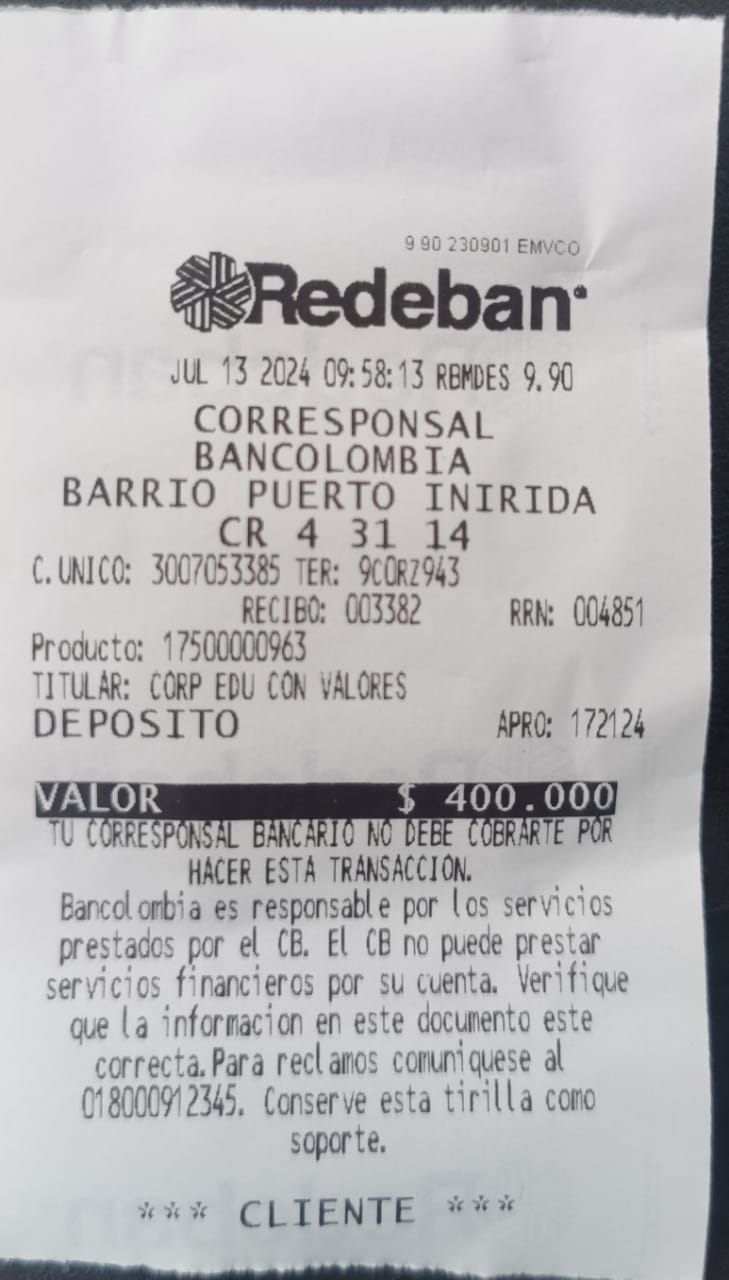 9 90 230901 EMVCO
Redeban
JUL 13 2024 09:58:13 RBMDES 9.90
CORRESPONSAL
BANCOLOMBIA
BARRIO PUERTO INIRIDA
CR 4 31 14
C.UNICO: 3007053385 TER: 9CORZ943
RECIBO: 003382 RRN: 004851
Producto: 17500000963
TITULAR: CORP EDU CON VALORES
DEPOSITO APRO: 172124
VALOR $ 400.000
TU CORRESPONSAL BANCARIO NO DEBE COBRARTE POR
HACER ESTA TRANSACCION.
Bancolombia es responsable por los servicios
prestados por el CB. El CB no puede prestar
servicios financieros por su cuenta. Verifique
que la informacion en este documento este
correcta.Para reclamos comuniquese al
018000912345. Conserve esta tirilla como
soporte.
*** CLIENTE ***